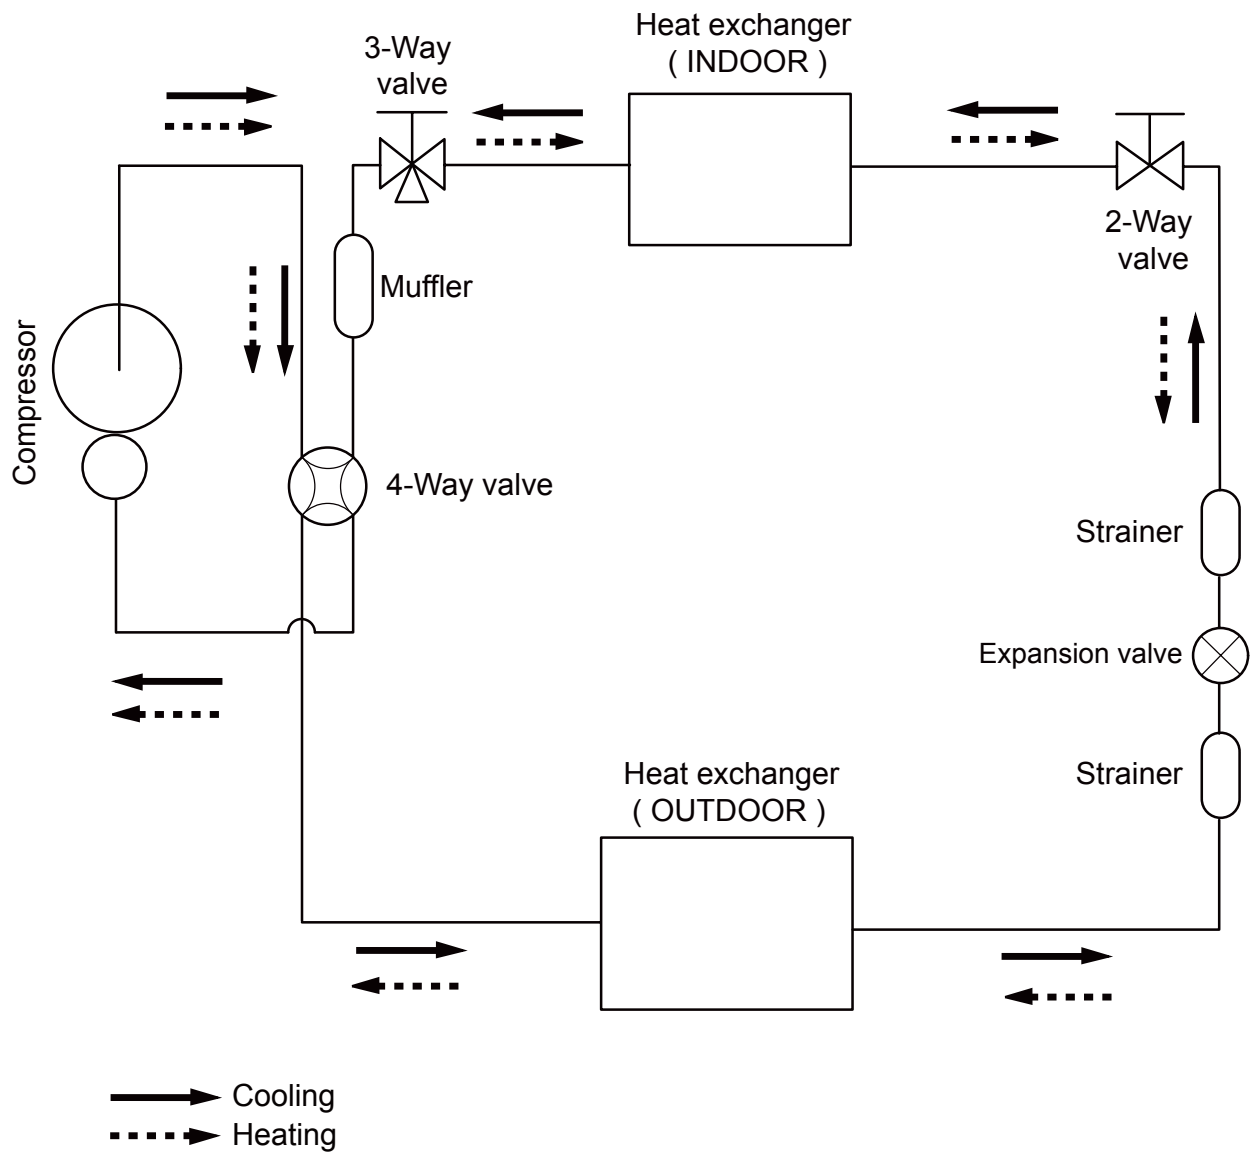 Heat exchanger
( INDOOR )
3-Way
valve
2-Way
valve
Muffler
Compressor
4-Way valve
Strainer
Expansion valve
Heat exchanger
( OUTDOOR )
Strainer
Cooling
Heating